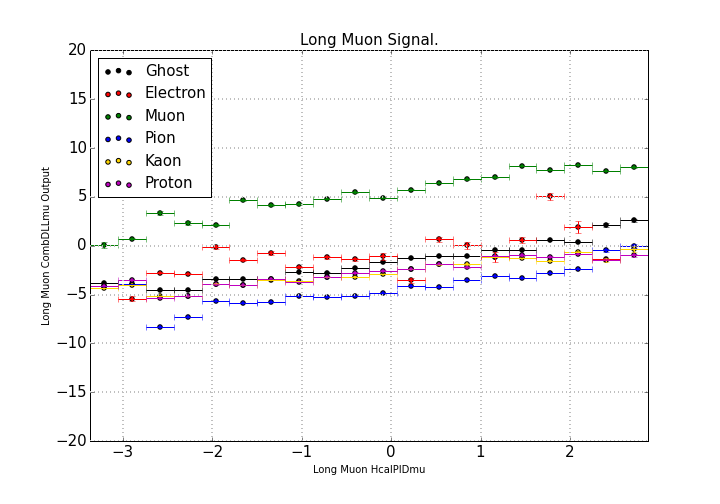 Long Muon Signal.
20
15
10
5
0
−5
−10
−15
−20
Long Muon CombDLLmu Output
Ghost
Electron
Muon
Pion
Kaon
Proton
−3
−2
−1
0
1
2
Long Muon HcalPIDmu